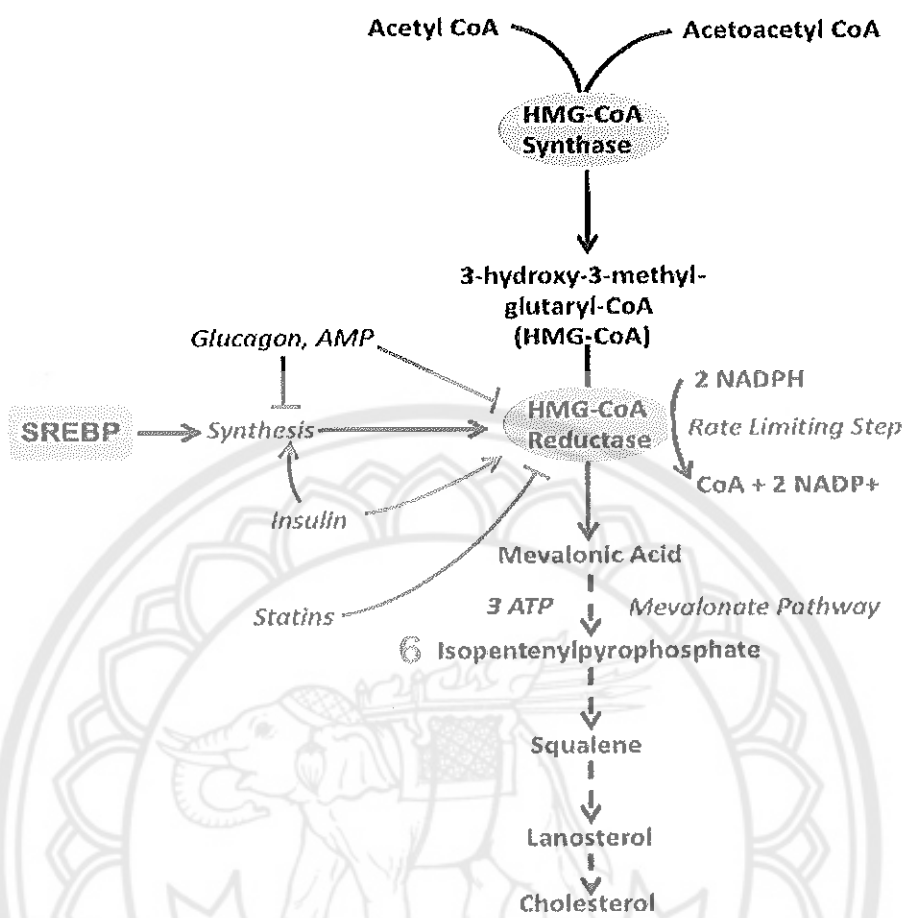 Acetyl CoA
Acetoacetyl CoA
HMG-CoA
Synthase
3-hydroxy-3-methyl-
glutaryl-CoA
(HMG-CoA)
Glucagon, AMP
2 NADPH
SREBP
Synthesis
HMG-CoA
Reductase
Rate Limiting Step
CoA + 2 NADP+
Insulin
Mevalonic Acid
Statins
3 ATP
Mevalonate Pathway
6 Isopentenylpyrophosphate
Squalene
Lanosterol
Cholesterol